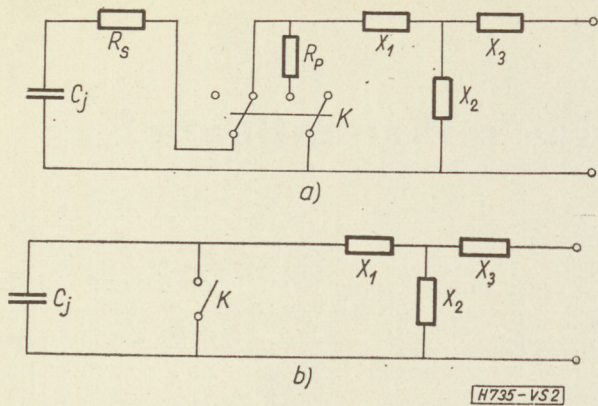 R_s
C_j
R_p
X_1
X_2
X_3
K
a)
C_j
K
X_1
X_2
X_3
b)
H735-VS2